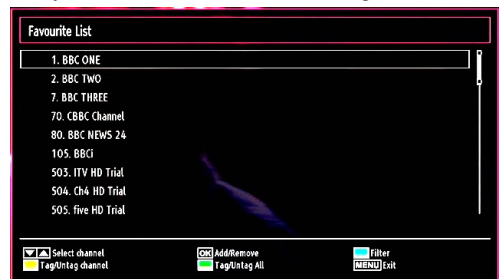 Favourite List
1. BBC ONE
2. BBC TWO
7. BBC THREE
70. CBBC Channel
80. BBC NEWS 24
105. BBCi
503. ITV HD Trial
504. Ch4 HD Trial
505. five HD Trial
Select channel OK Add/Remove Filter
Tag/Untag channel Tag/Untag All MENU Exit